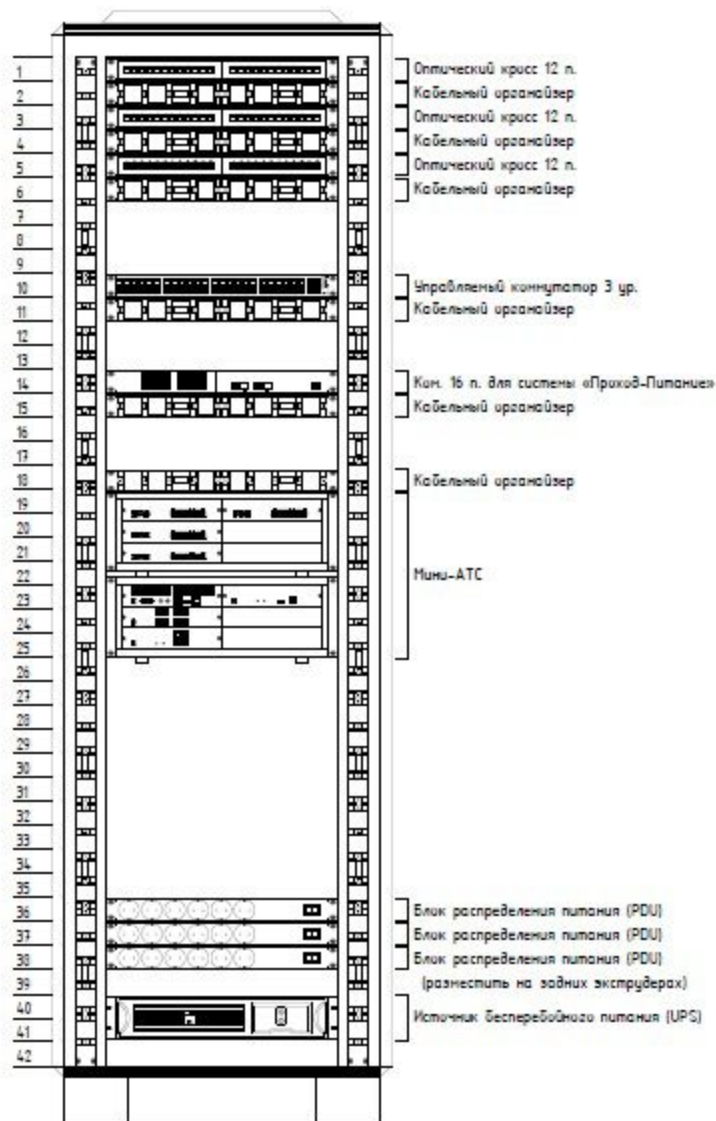 1
Оптический кросс 12 п.
2
Кабельный органайзер
3
Оптический кросс 12 п.
4
Кабельный органайзер
5
Оптический кросс 12 п.
6
Кабельный органайзер
7
8
9
10
Управляемый коммутатор 3 ур.
11
Кабельный органайзер
12
13
14
Ком. 16 п. для системы «Проход-Питание»
15
Кабельный органайзер
16
17
18
Кабельный органайзер
19
20
21
22
Мини-АТС
23
24
25
26
27
28
29
30
31
32
33
34
35
36
Блок распределения питания (PDU)
37
Блок распределения питания (PDU)
38
Блок распределения питания (PDU)
39
(разместить на задних экструдерах)
40
Источник бесперебойного питания (UPS)
41
42